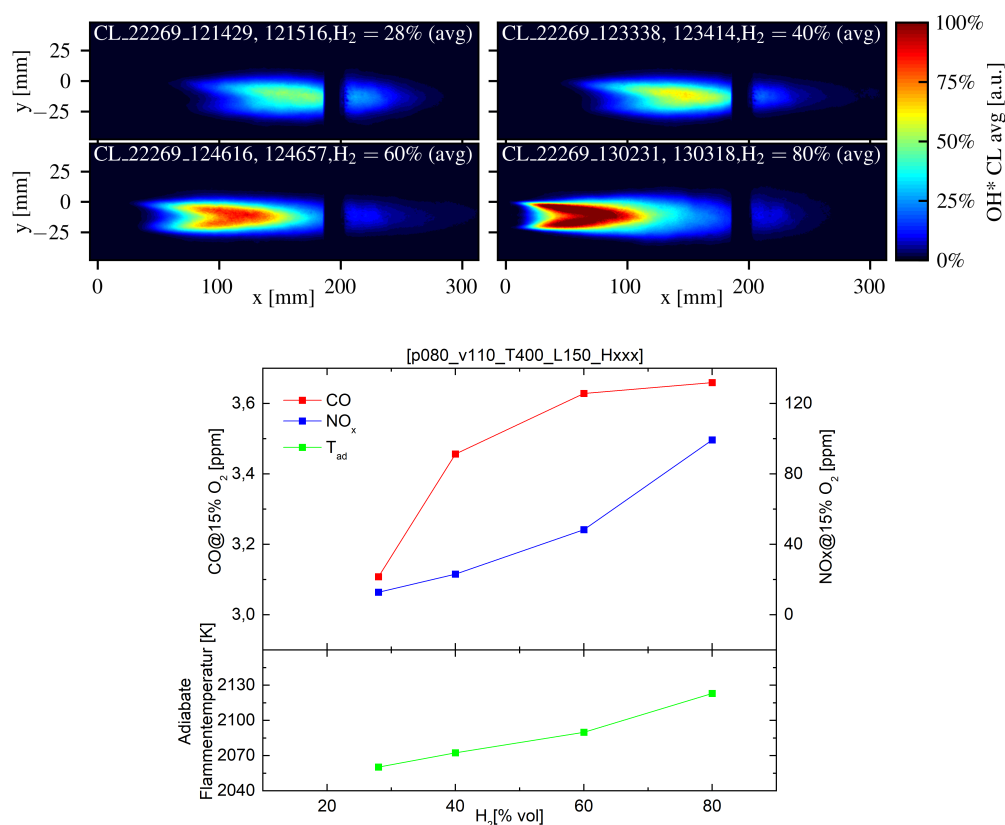 CL_22269_121429, 121516,H₂ = 28% (avg)
CL_22269_123338, 123414,H₂ = 40% (avg)
CL_22269_124616, 124657,H₂ = 60% (avg)
CL_22269_130231, 130318,H₂ = 80% (avg)
y [mm]
25
0
−25
y [mm]
25
0
−25
0
100
200
300
x [mm]
0
100
200
300
x [mm]
100%
75%
50%
25%
0%
OH* CL avg [a.u.]
[p080_v110_T400_L150_Hxxx]
CO
NOₓ
T_ad
3,6
3,4
3,2
3,0
CO@15% O₂ [ppm]
120
80
40
0
NOx@15% O₂ [ppm]
2130
2100
2070
2040
Adiabate
Flammentemperatur [K]
20
40
60
80
H₂[% vol]